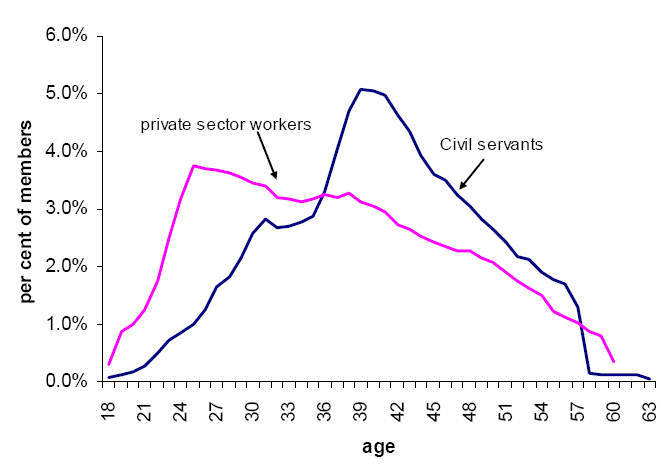 6.0%
5.0%
4.0%
3.0%
2.0%
1.0%
0.0%
per cent of members
private sector workers
Civil servants
18 21 24 27 30 33 36 39 42 45 48 51 54 57 60 63
age